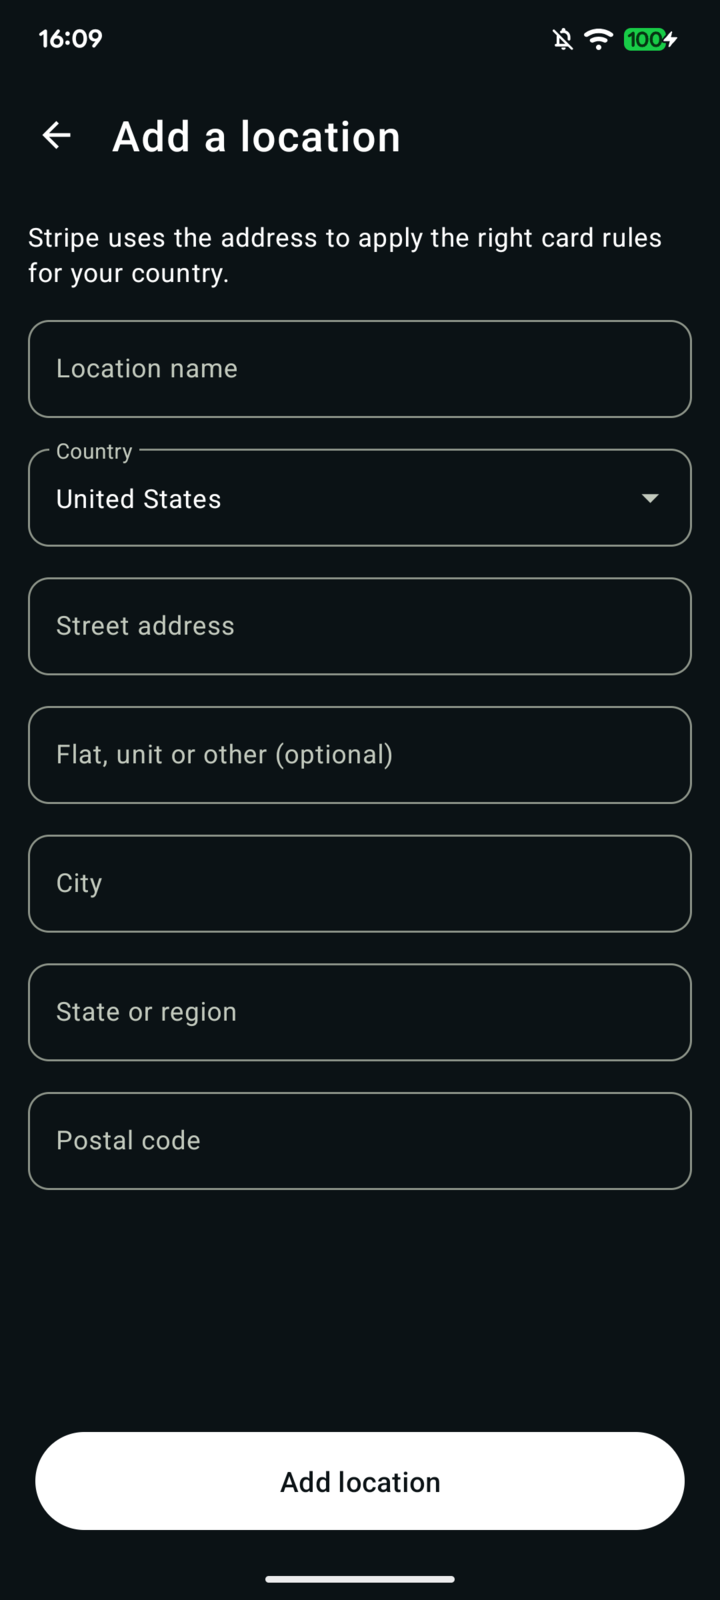 16:09
100
Add a location
Stripe uses the address to apply the right card rules
for your country.
Location name
Country
United States
Street address
Flat, unit or other (optional)
City
State or region
Postal code
Add location